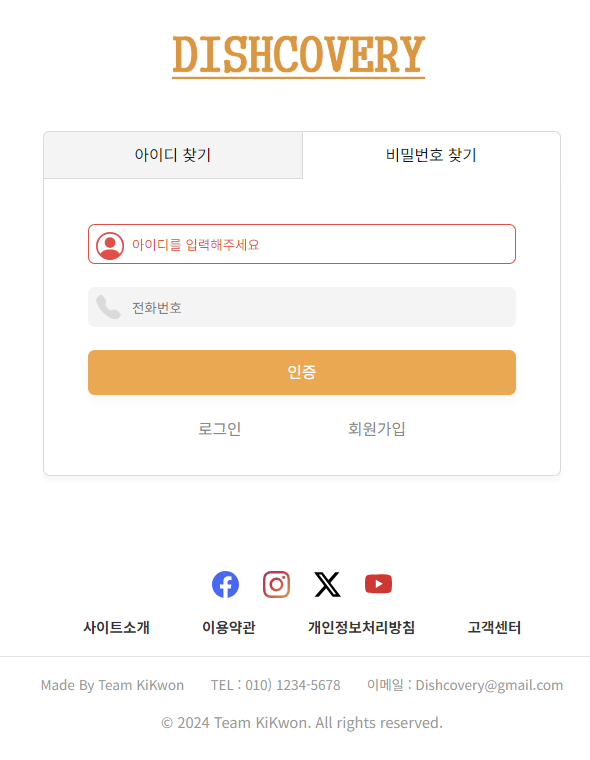 DISHCOVERY
아이디 찾기 비밀번호 찾기
아이디를 입력해주세요
전화번호
인증
로그인 회원가입
사이트소개 이용약관 개인정보처리방침 고객센터
Made By Team KiKwon TEL : 010) 1234-5678 이메일 : Dishcovery@gmail.com
© 2024 Team KiKwon. All rights reserved.